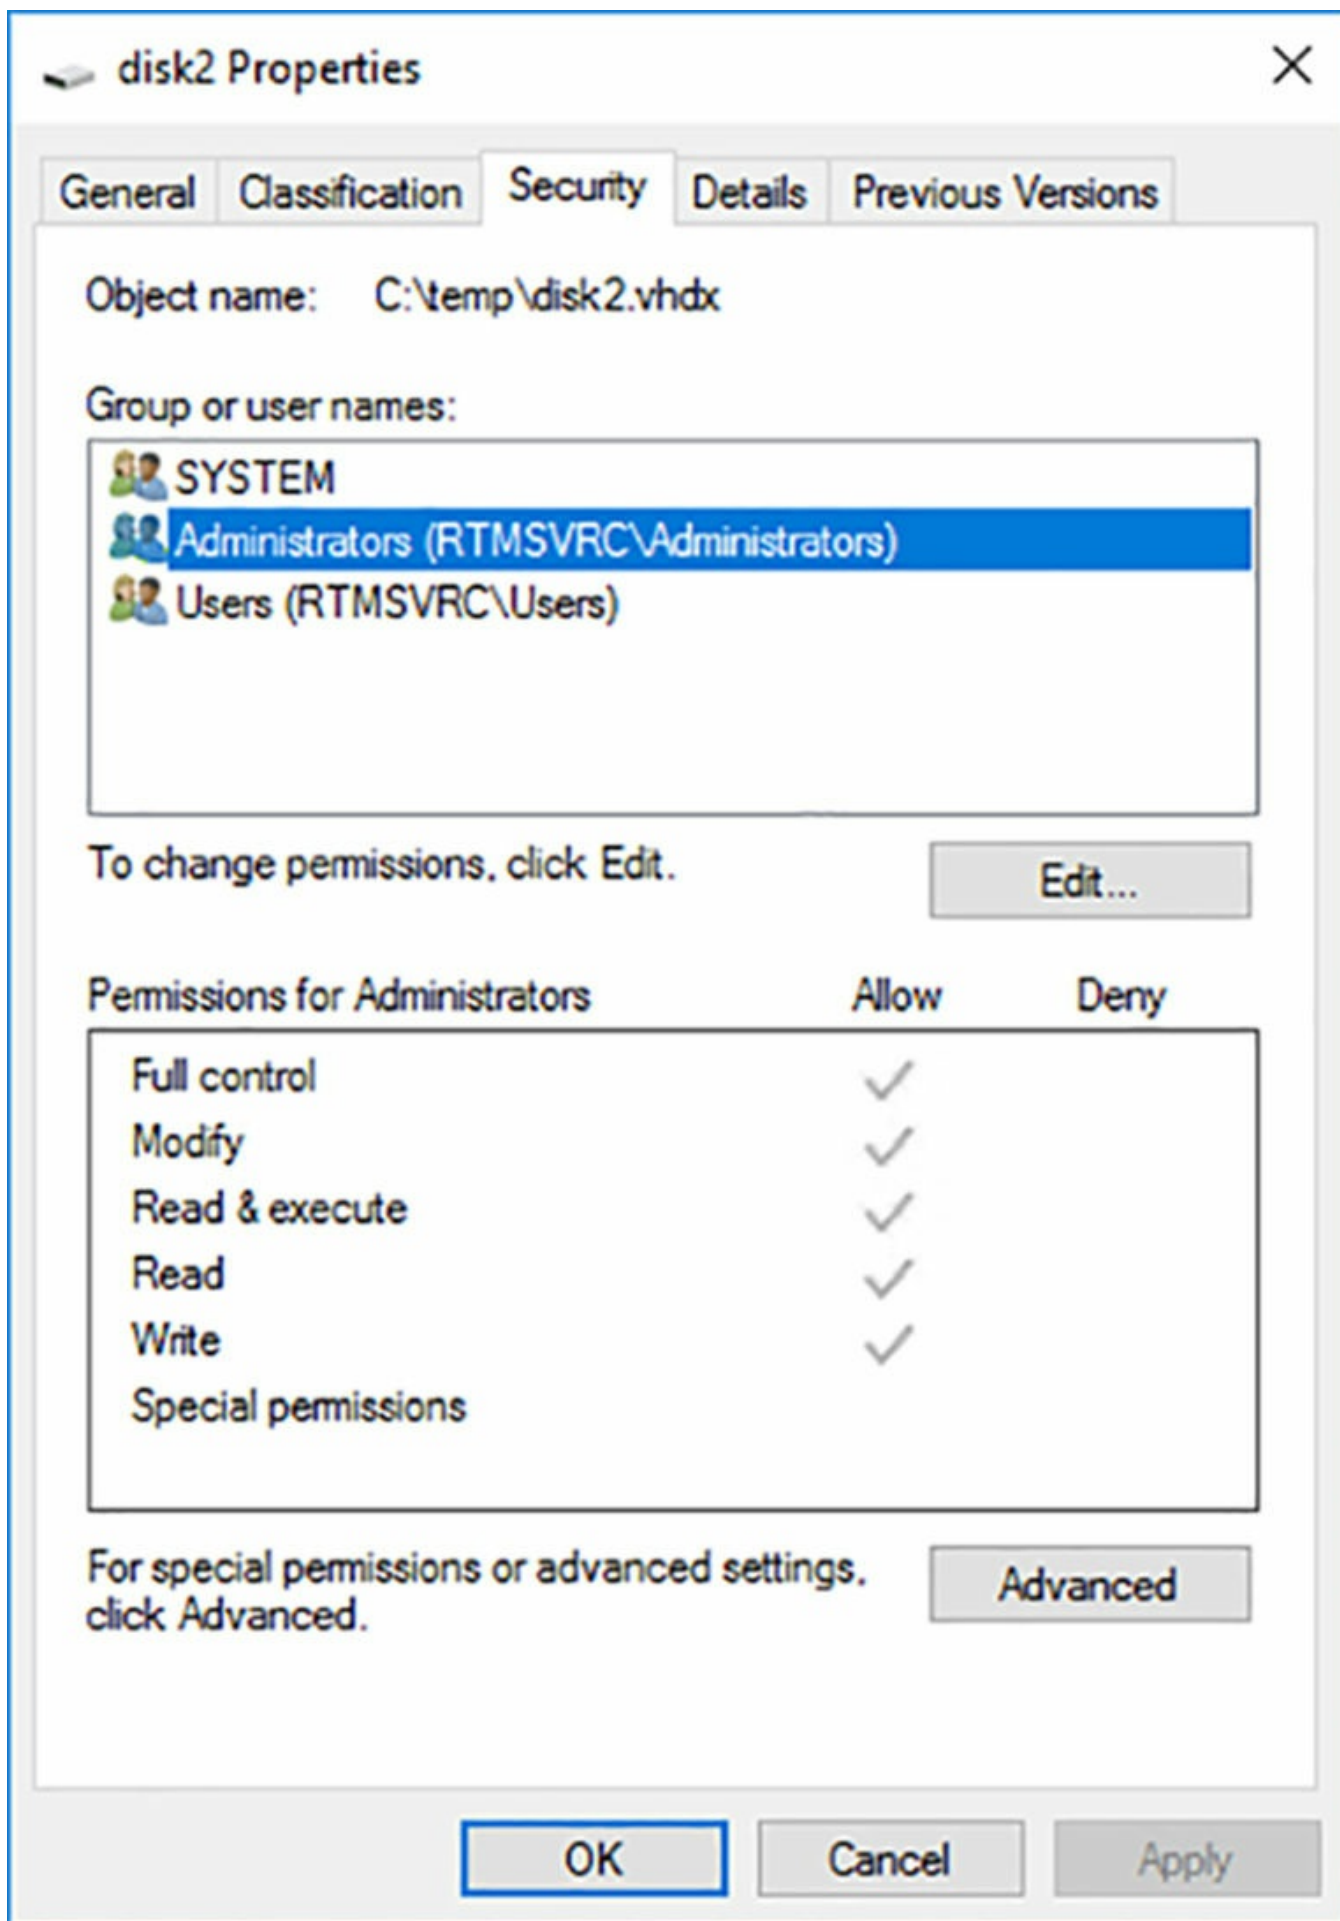 disk2 Properties
General Classification Security Details Previous Versions
Object name: C:\temp\disk2.vhdx
Group or user names:
SYSTEM
Administrators (RTMSVRC\Administrators)
Users (RTMSVRC\Users)
To change permissions, click Edit.
Edit...
Permissions for Administrators Allow Deny
Full control
Modify
Read & execute
Read
Write
Special permissions
For special permissions or advanced settings,
click Advanced.
Advanced
OK Cancel Apply